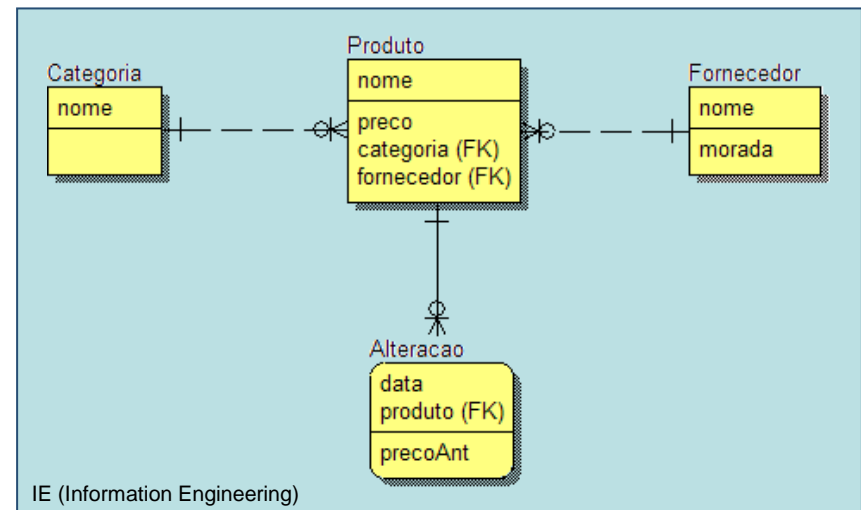 Categoria
nome
Produto
nome
preco
categoria (FK)
fornecedor (FK)
Fornecedor
nome
morada
Alteracao
data
produto (FK)
precoAnt
IE (Information Engineering)